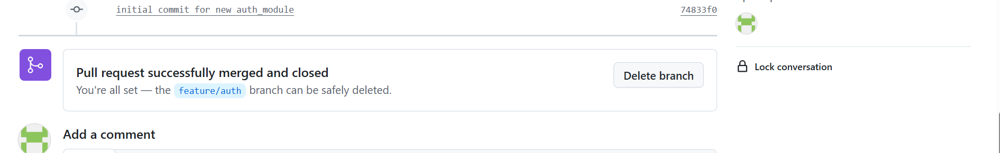 initial commit for new auth_module
74833f0
Pull request successfully merged and closed
You're all set — the feature/auth branch can be safely deleted.
Delete branch
Lock conversation
Add a comment